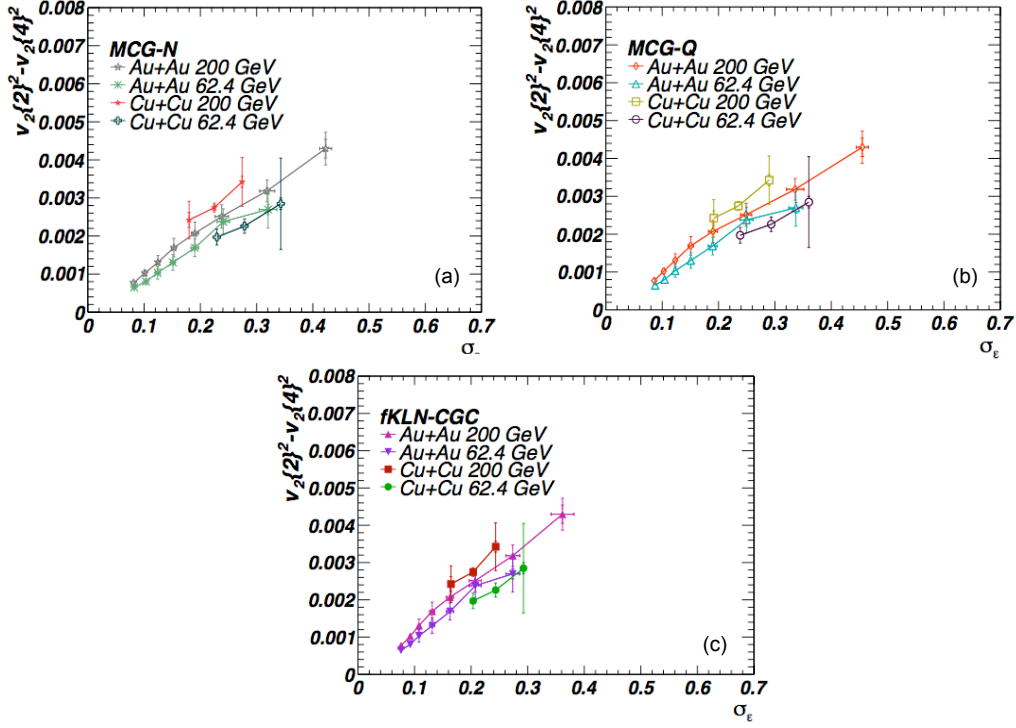 0.008
0.007
0.006
0.005
0.004
0.003
0.002
0.001
0
v₂{2}²-v₂{4}²
MCG-N
Au+Au 200 GeV
Au+Au 62.4 GeV
Cu+Cu 200 GeV
Cu+Cu 62.4 GeV
(a)
0 0.1 0.2 0.3 0.4 0.5 0.6 0.7
0.008
0.007
0.006
0.005
0.004
0.003
0.002
0.001
0
v₂{2}²-v₂{4}²
MCG-Q
Au+Au 200 GeV
Au+Au 62.4 GeV
Cu+Cu 200 GeV
Cu+Cu 62.4 GeV
(b)
0 0.1 0.2 0.3 0.4 0.5 0.6 0.7
σε
0.008
0.007
0.006
0.005
0.004
0.003
0.002
0.001
0
v₂{2}²-v₂{4}²
fKLN-CGC
Au+Au 200 GeV
Au+Au 62.4 GeV
Cu+Cu 200 GeV
Cu+Cu 62.4 GeV
(c)
0 0.1 0.2 0.3 0.4 0.5 0.6 0.7
σε